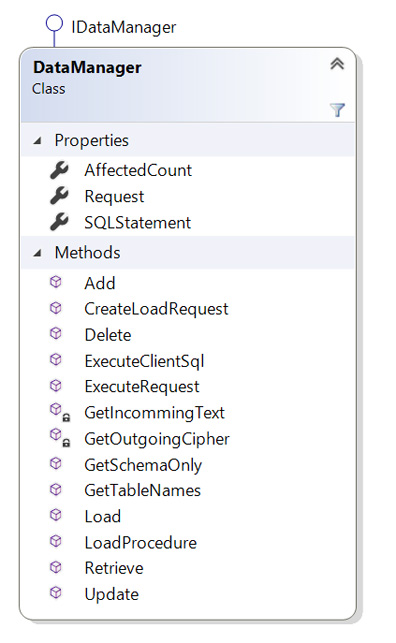 IDataManager
DataManager
Class
Properties
AffectedCount
Request
SQLStatement
Methods
Add
CreateLoadRequest
Delete
ExecuteClientSql
ExecuteRequest
GetIncommingText
GetOutgoingCipher
GetSchemaOnly
GetTableNames
Load
LoadProcedure
Retrieve
Update